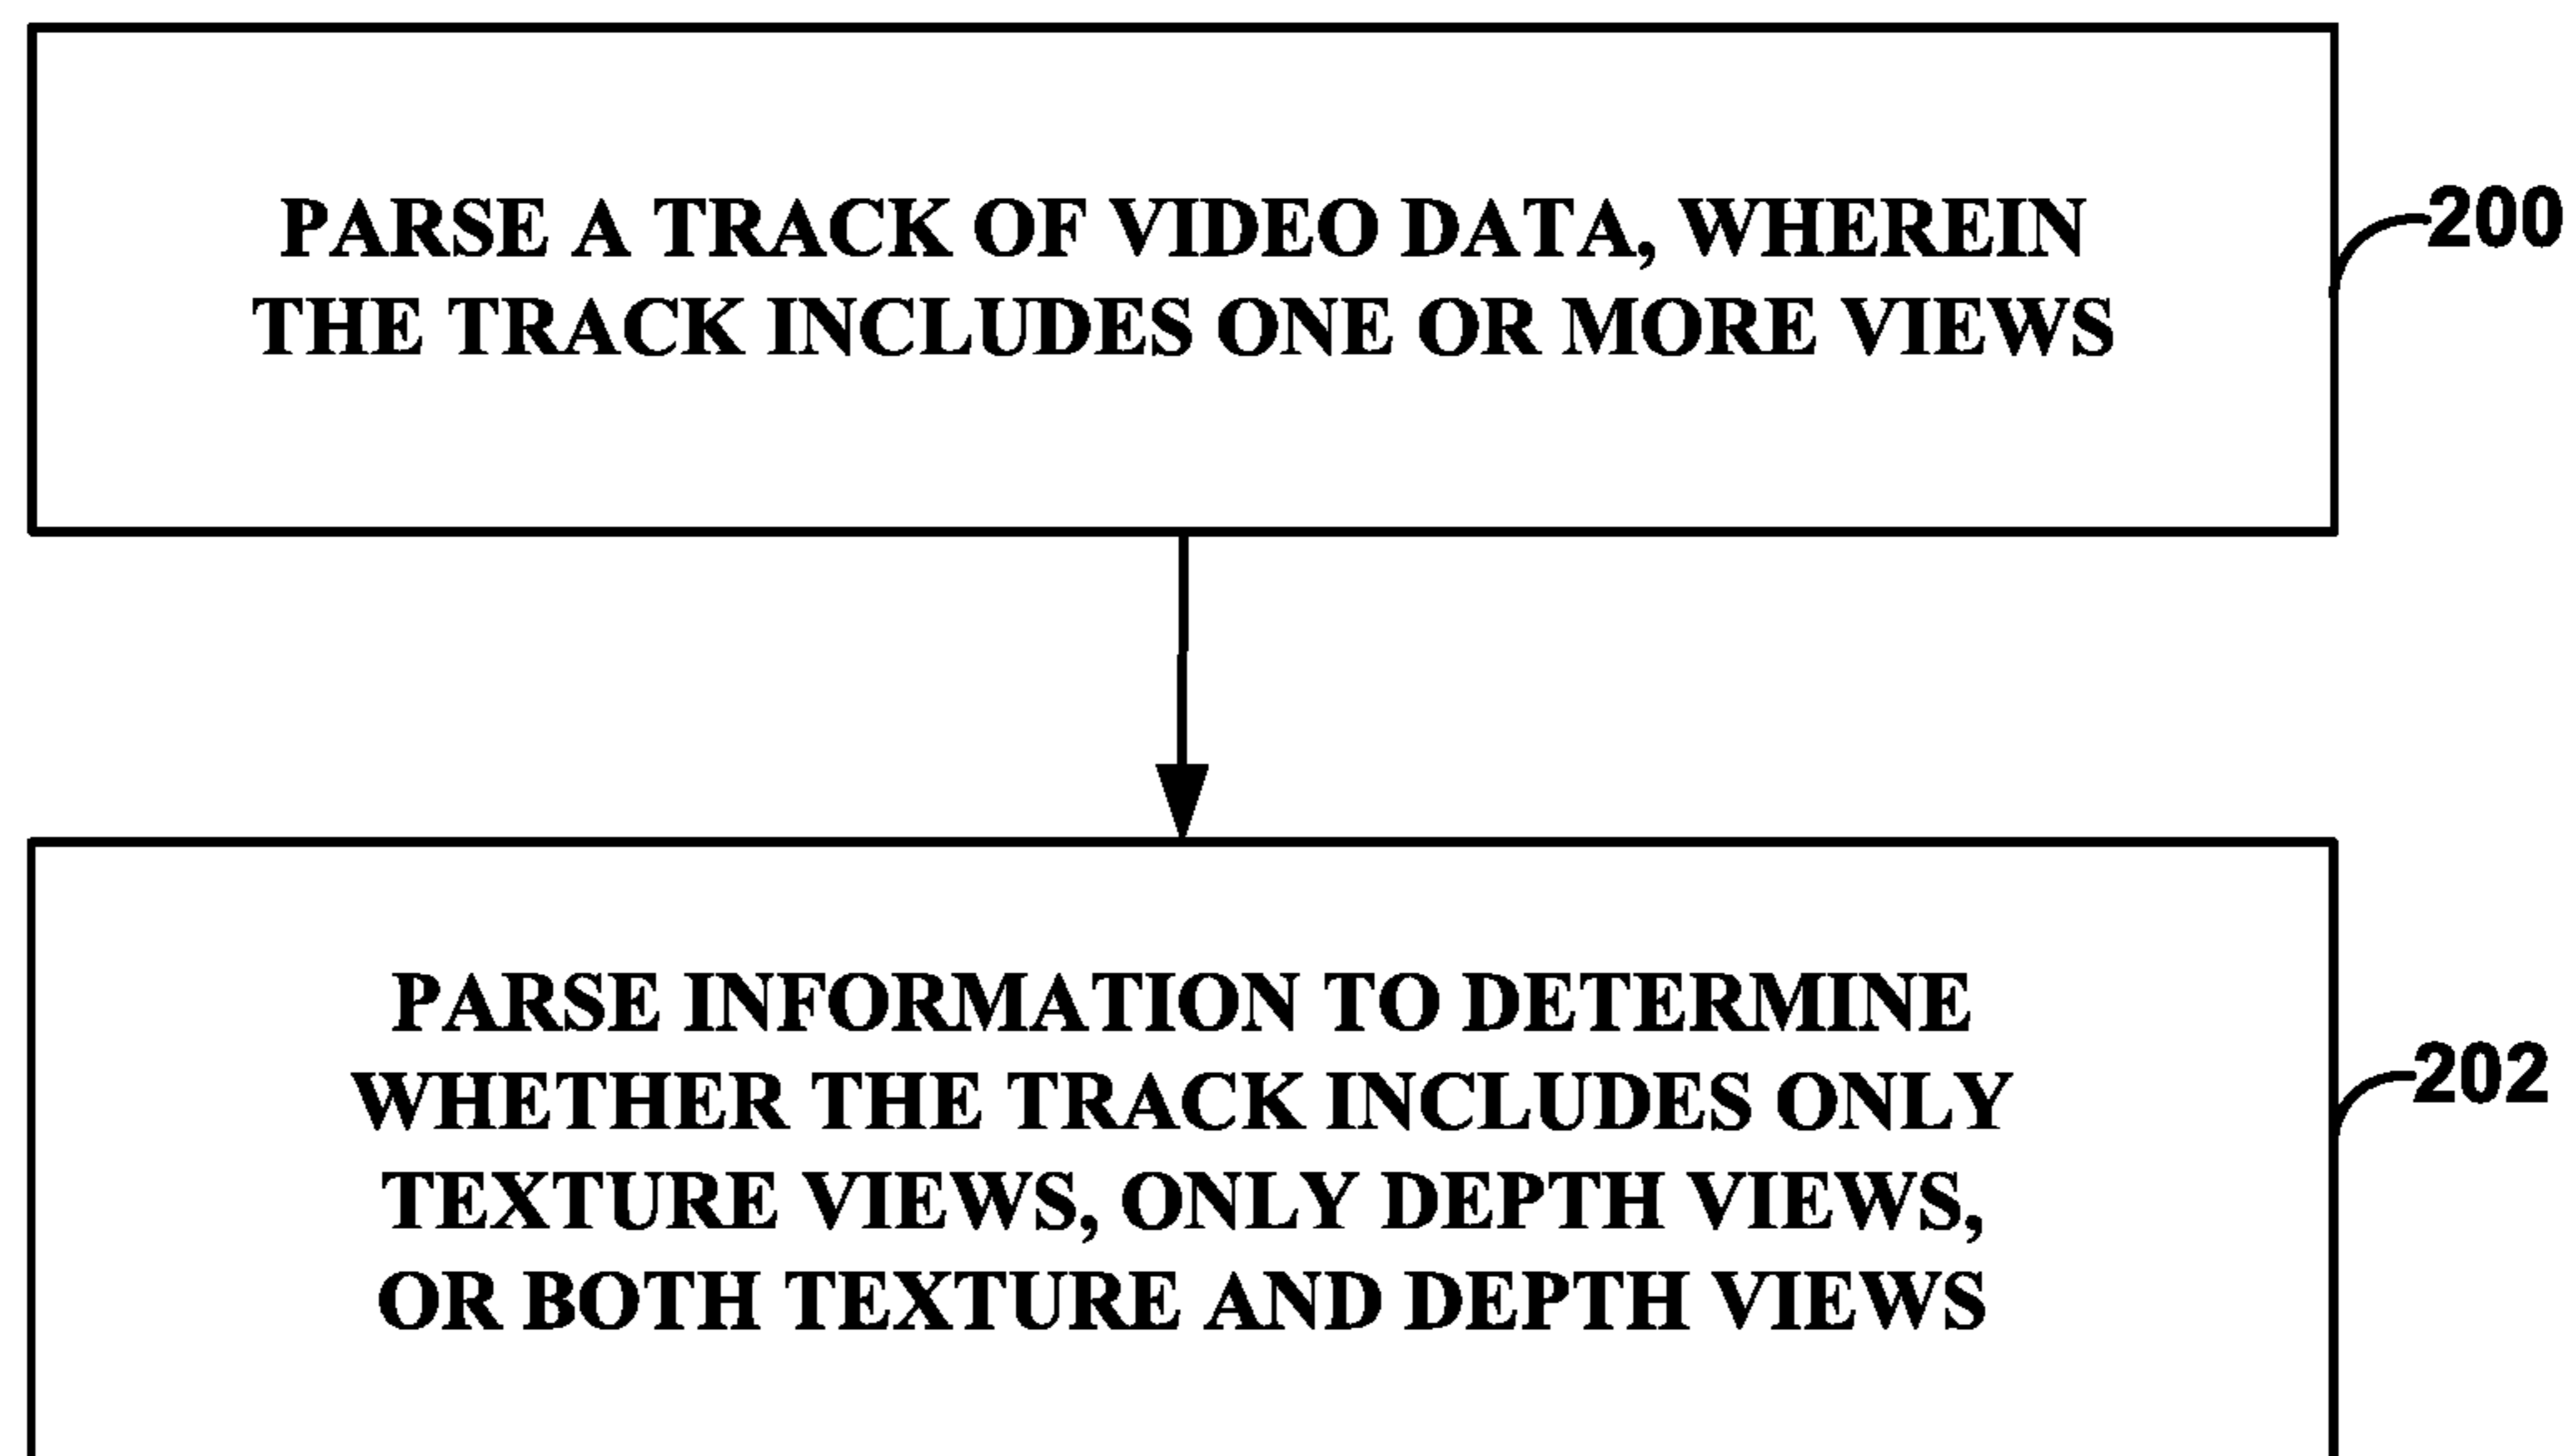 PARSE A TRACK OF VIDEO DATA, WHEREIN
THE TRACK INCLUDES ONE OR MORE VIEWS
200
PARSE INFORMATION TO DETERMINE
WHETHER THE TRACK INCLUDES ONLY
TEXTURE VIEWS, ONLY DEPTH VIEWS,
OR BOTH TEXTURE AND DEPTH VIEWS
202